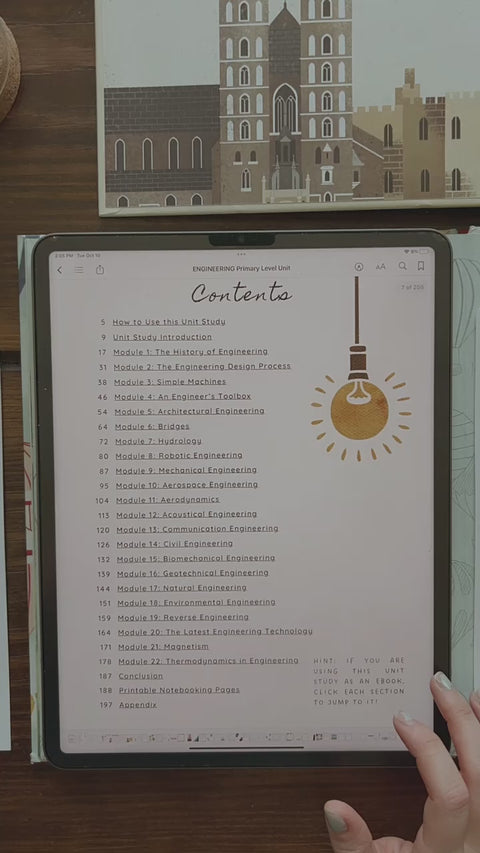 2:05 PM Tue Oct 10
ENGINEERING Primary Level Unit
AA
7 of 205
Contents
5 How to Use this Unit Study
9 Unit Study Introduction
17 Module 1: The History of Engineering
31 Module 2: The Engineering Design Process
38 Module 3: Simple Machines
46 Module 4: An Engineer's Toolbox
54 Module 5: Architectural Engineering
64 Module 6: Bridges
72 Module 7: Hydrology
80 Module 8: Robotic Engineering
87 Module 9: Mechanical Engineering
95 Module 10: Aerospace Engineering
104 Module 11: Aerodynamics
113 Module 12: Acoustical Engineering
120 Module 13: Communication Engineering
126 Module 14: Civil Engineering
132 Module 15: Biomechanical Engineering
139 Module 16: Geotechnical Engineering
144 Module 17: Natural Engineering
151 Module 18: Environmental Engineering
159 Module 19: Reverse Engineering
164 Module 20: The Latest Engineering Technology
171 Module 21: Magnetism
178 Module 22: Thermodynamics in Engineering
187 Conclusion
188 Printable Notebooking Pages
197 Appendix
HINT: IF YOU ARE
USING THIS UNIT
STUDY AS AN EBOOK,
CLICK EACH SECTION
TO JUMP TO IT!